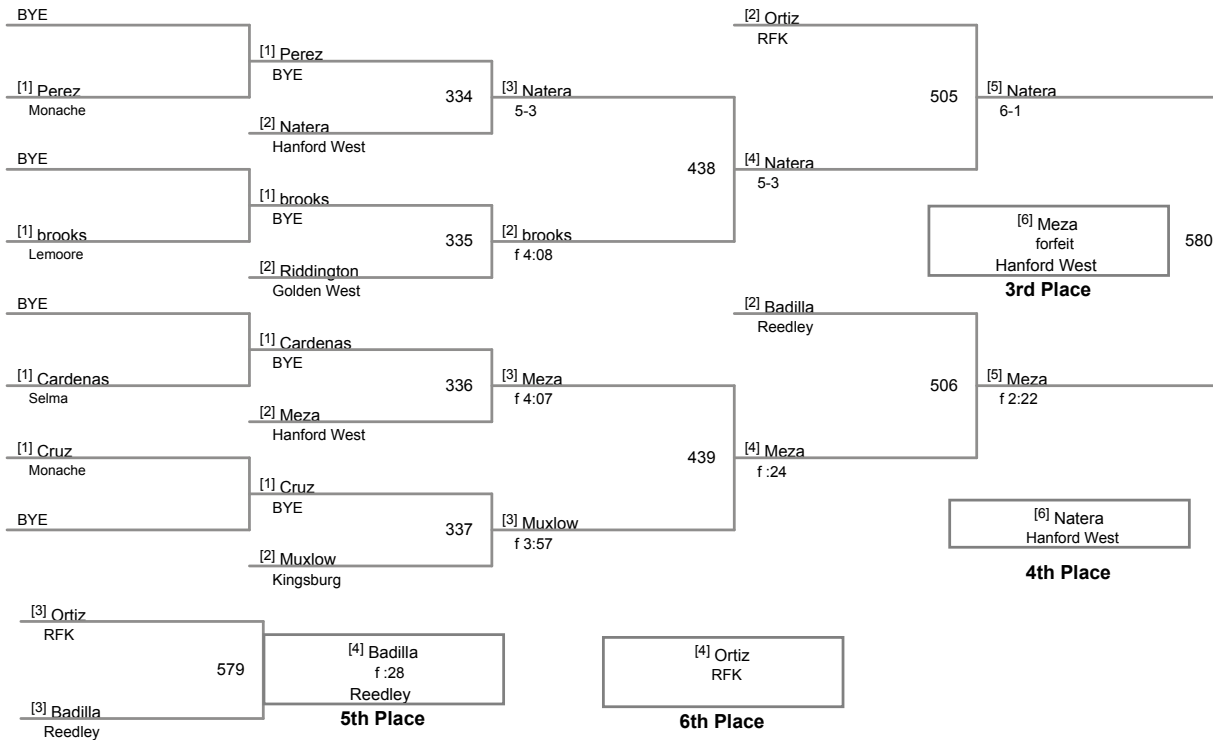 BYE
[1] Perez
Monache
BYE
[1] brooks
Lemoore
BYE
[1] Cardenas
Selma
[1] Cruz
Monache
BYE
[1] Perez
BYE
334
[2] Natera
Hanford West
[1] brooks
BYE
335
[2] Riddington
Golden West
[1] Cardenas
BYE
336
[2] Meza
Hanford West
[1] Cruz
BYE
337
[2] Muxlow
Kingsburg
[3] Natera
5-3
438
[2] brooks
f 4:08
[3] Meza
f 4:07
439
[3] Muxlow
f 3:57
[2] Ortiz
RFK
505
[4] Natera
5-3
[2] Badilla
Reedley
506
[4] Meza
f :24
[5] Natera
6-1
[6] Meza
forfeit
Hanford West
580
3rd Place
[5] Meza
f 2:22
[6] Natera
Hanford West
4th Place
[3] Ortiz
RFK
579
[3] Badilla
Reedley
[4] Badilla
f :28
Reedley
5th Place
[4] Ortiz
RFK
6th Place